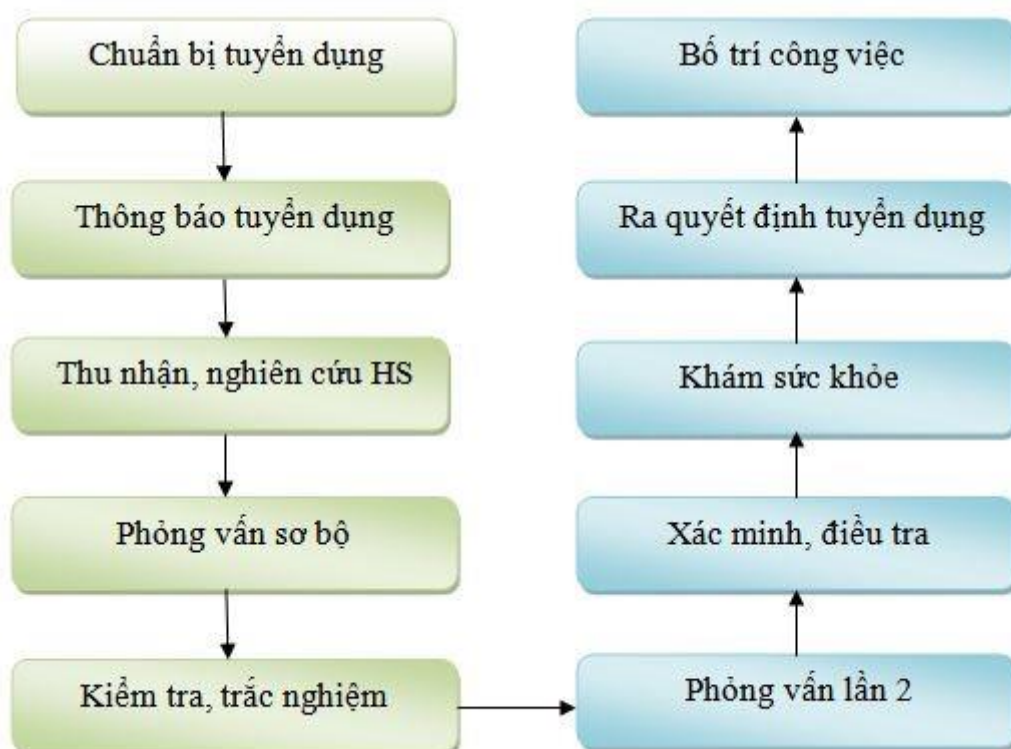 Chuẩn bị tuyển dụng
Thông báo tuyển dụng
Thu nhận, nghiên cứu HS
Phỏng vấn sơ bộ
Kiểm tra, trắc nghiệm
Phỏng vấn lần 2
Xác minh, điều tra
Khám sức khỏe
Ra quyết định tuyển dụng
Bố trí công việc